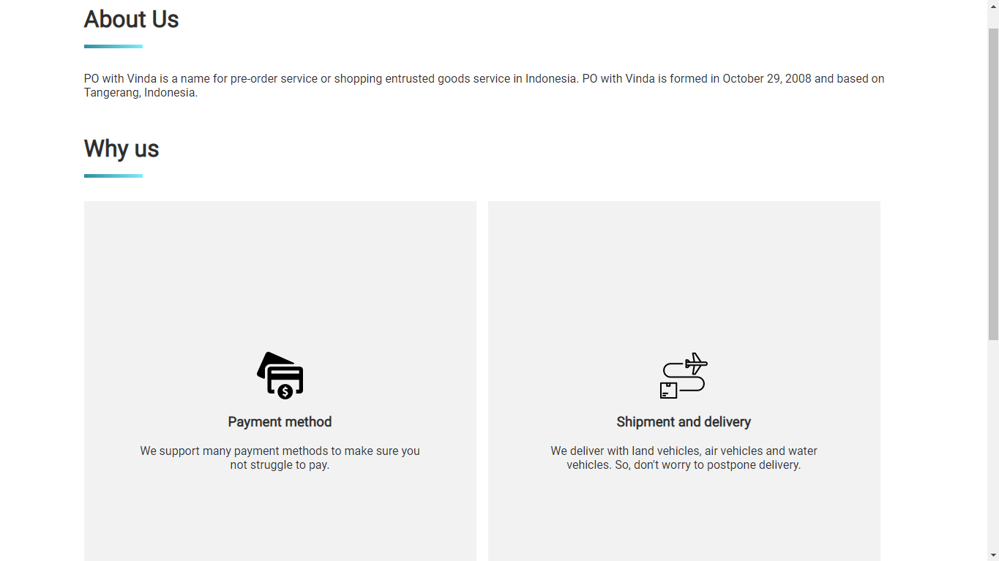 About Us
PO with Vinda is a name for pre-order service or shopping entrusted goods service in Indonesia. PO with Vinda is formed in October 29, 2008 and based on
Tangerang, Indonesia.
Why us
$
Payment method
We support many payment methods to make sure you
not struggle to pay.
Shipment and delivery
We deliver with land vehicles, air vehicles and water
vehicles. So, don't worry to postpone delivery.